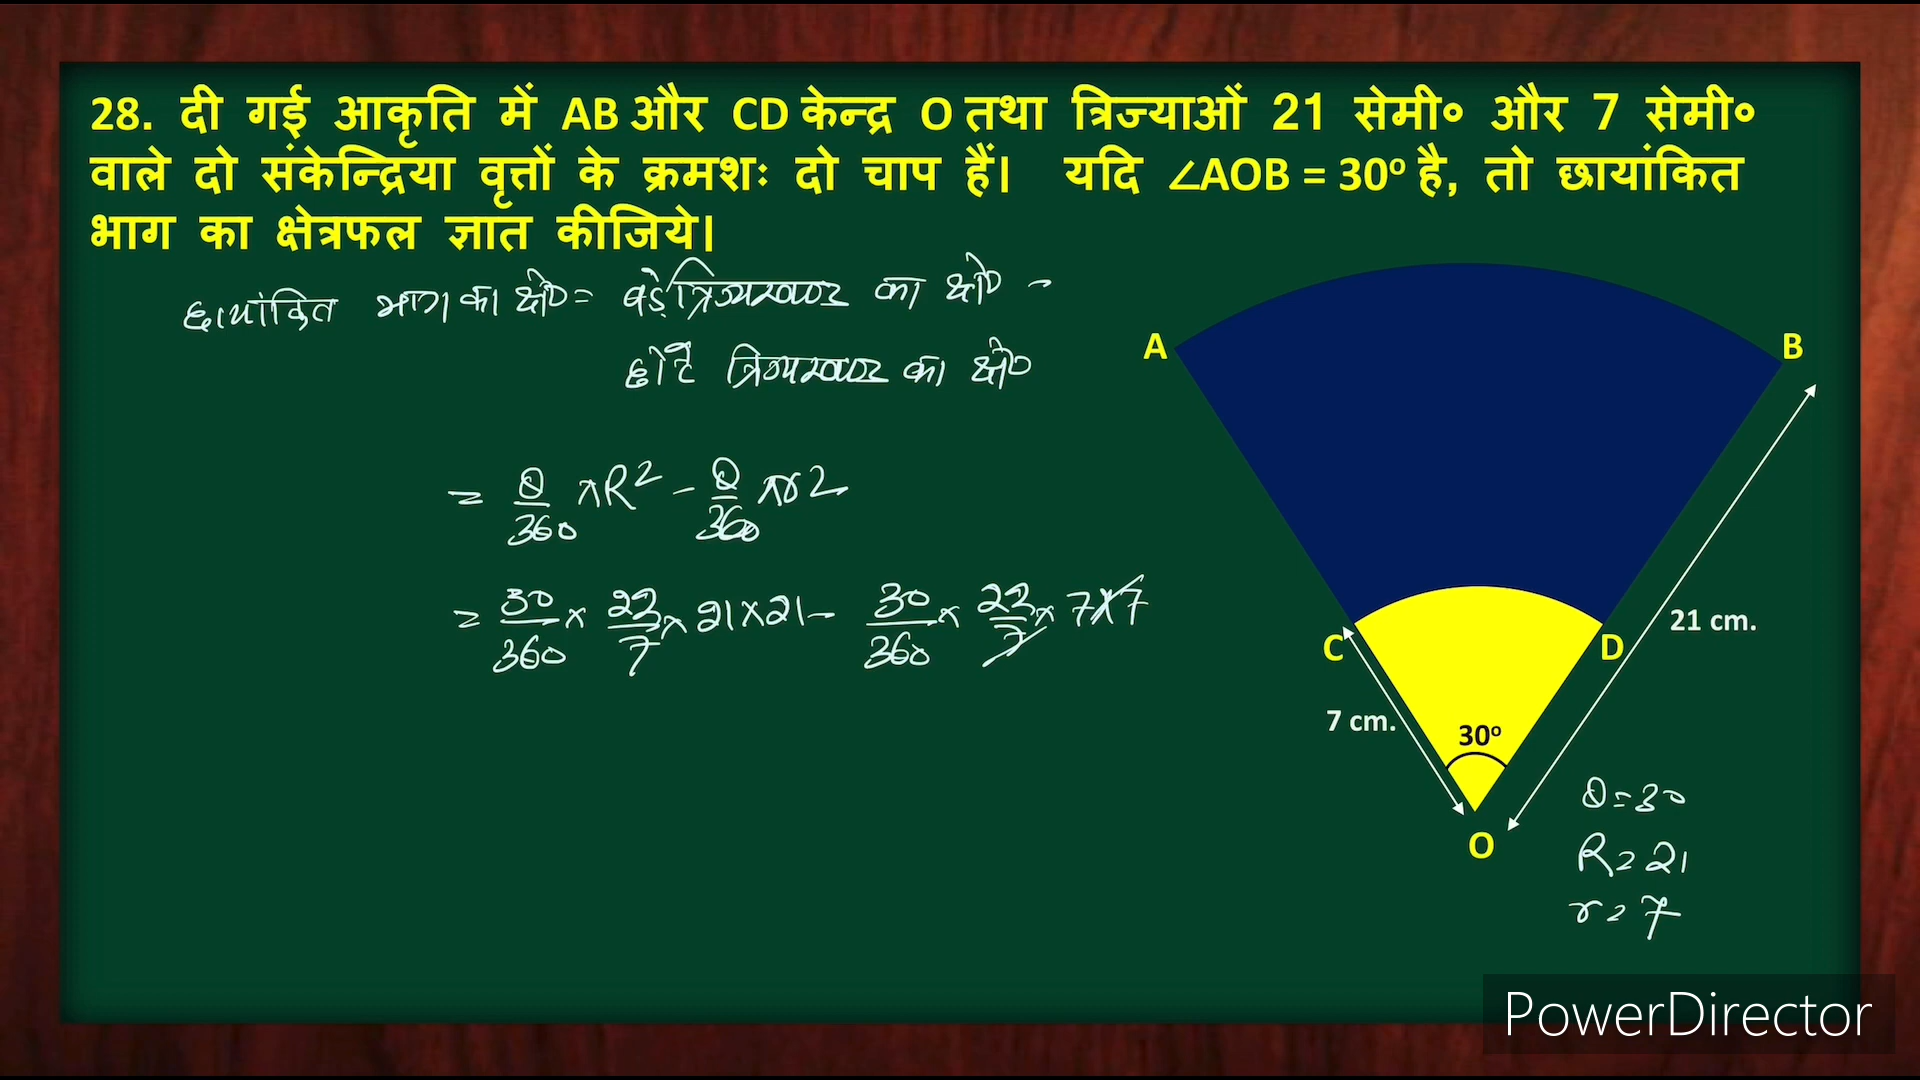 28. दी गई आकृति में AB और CD केन्द्र O तथा त्रिज्याओं 21 सेमी॰ और 7 सेमी॰
वाले दो संकेन्द्रिया वृत्तों के क्रमशः दो चाप हैं। यदि ∠AOB = 30º है, तो छायांकित
भाग का क्षेत्रफल ज्ञात कीजिये।
छायांकित भाग का क्षे० = बड़े त्रिज्यखण्ड का क्षे० -
छोटे त्रिज्यखण्ड का क्षे०
= θ/360 πR² - θ/360 πr²
= 30/360 × 22/7 × 21×21 - 30/360 × 22/7 × 7×7
A
B
C
D
21 cm.
7 cm.
30º
O
θ=30
R=21
r=7
PowerDirector